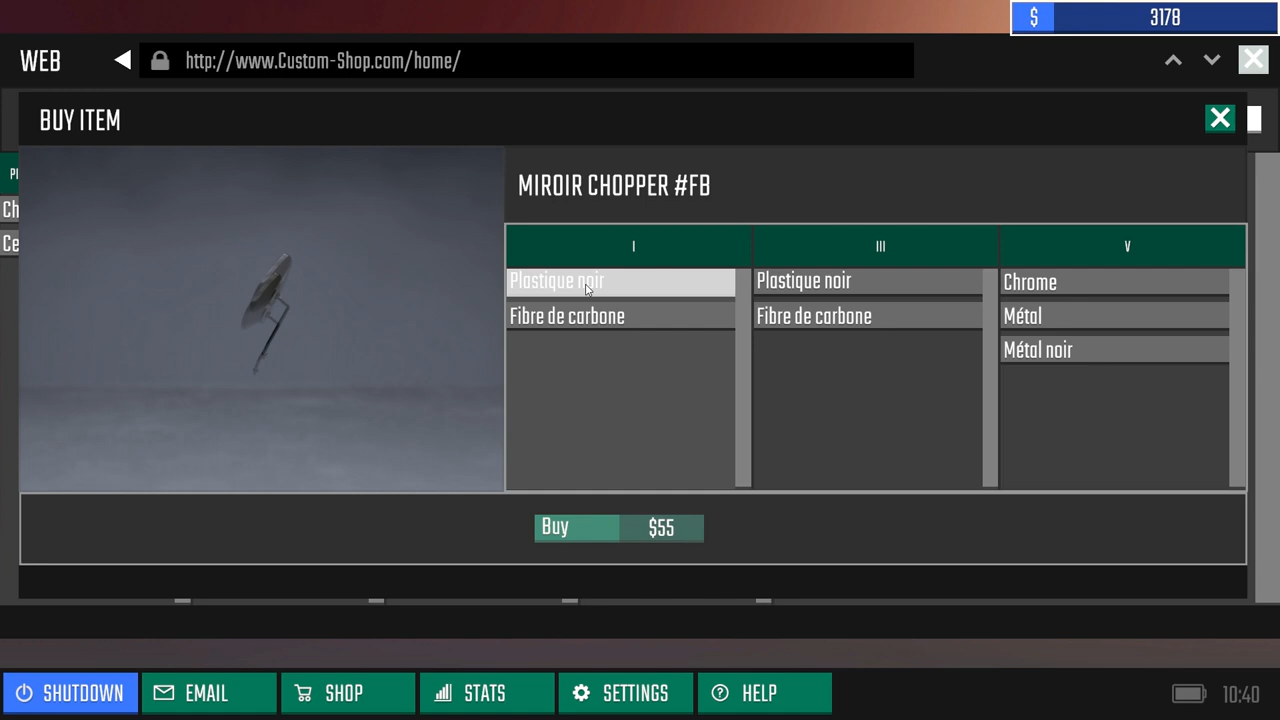 $ 3178
WEB http://www.Custom-Shop.com/home/
BUY ITEM
MIROIR CHOPPER #FB
I III V
Ch
Ce
Plastique noir Plastique noir Chrome
Fibre de carbone Fibre de carbone Métal
Métal noir
Buy $55
SHUTDOWN EMAIL SHOP STATS SETTINGS HELP 10:40